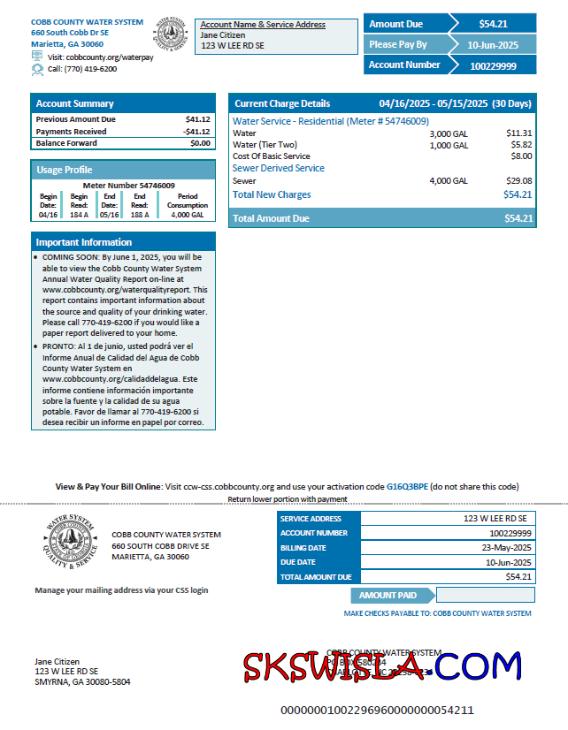 COBB COUNTY WATER SYSTEM
660 South Cobb Dr SE
Marietta, GA 30060
Visit: cobbcounty.org/waterpay
Call: (770) 419-6200
Account Name & Service Address
Jane Citizen
123 W LEE RD SE
Amount Due $54.21
Please Pay By 10-Jun-2025
Account Number 100229999
Account Summary
Previous Amount Due $41.12
Payments Received -$41.12
Balance Forward $0.00
Usage Profile
Meter Number 54746009
Begin Date: Begin Read: End Date: End Read: Period Consumption
04/16 184 A 05/16 188 A 4,000 GAL
Important Information
• COMING SOON: By June 1, 2025, you will be
able to view the Cobb County Water System
Annual Water Quality Report on-line at
www.cobbcounty.org/waterqualityreport. This
report contains important information about
the source and quality of your drinking water.
Please call 770-419-6200 if you would like a
paper report delivered to your home.
• PRONTO: Al 1 de junio, usted podrá ver el
Informe Anual de Calidad del Agua de Cobb
County Water System en
www.cobbcounty.org/calidaddelagua. Este
informe contiene información importante
sobre la fuente y la calidad de su agua
potable. Favor de llamar al 770-419-6200 si
desea recibir un informe en papel por correo.
Current Charge Details 04/16/2025 - 05/15/2025 (30 Days)
Water Service - Residential (Meter # 54746009)
Water 3,000 GAL $11.31
Water (Tier Two) 1,000 GAL $5.82
Cost Of Basic Service $8.00
Sewer Derived Service
Sewer 4,000 GAL $29.08
Total New Charges $54.21
Total Amount Due $54.21
View & Pay Your Bill Online: Visit ccw-css.cobbcounty.org and use your activation code G16Q3BPE (do not share this code)
Return lower portion with payment
WATER SYSTEM
QUALITY & SERVICE
COBB COUNTY WATER SYSTEM
660 SOUTH COBB DRIVE SE
MARIETTA, GA 30060
Manage your mailing address via your CSS login
SERVICE ADDRESS 123 W LEE RD SE
ACCOUNT NUMBER 100229999
BILLING DATE 23-May-2025
DUE DATE 10-Jun-2025
TOTAL AMOUNT DUE $54.21
AMOUNT PAID
MAKE CHECKS PAYABLE TO: COBB COUNTY WATER SYSTEM
Jane Citizen
123 W LEE RD SE
SMYRNA, GA 30080-5804
COBB COUNTY WATER SYSTEM
SKSWISLA.COM
00000001002296960000000054211